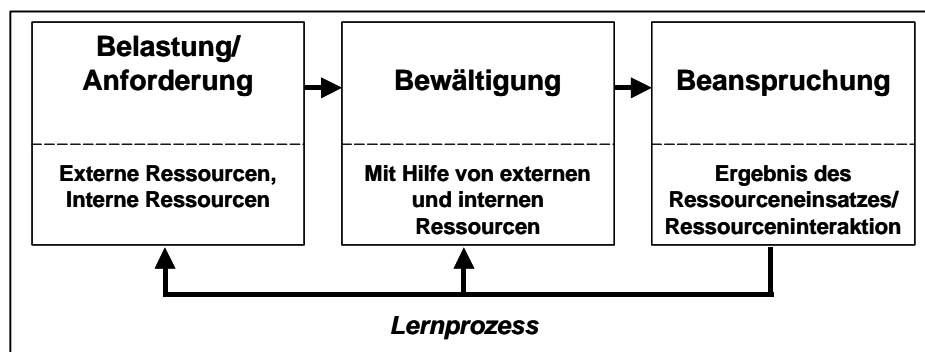 Belastung/
Anforderung
Externe Ressourcen,
Interne Ressourcen
Bewältigung
Mit Hilfe von externen
und internen
Ressourcen
Beanspruchung
Ergebnis des
Ressourceneinsatzes/
Ressourceninteraktion
Lernprozess